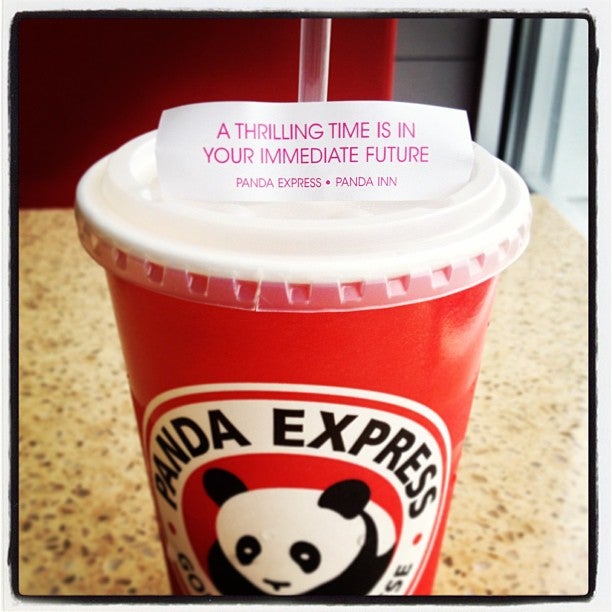 A THRILLING TIME IS IN
YOUR IMMEDIATE FUTURE
PANDA EXPRESS • PANDA INN
PANDA EXPRESS